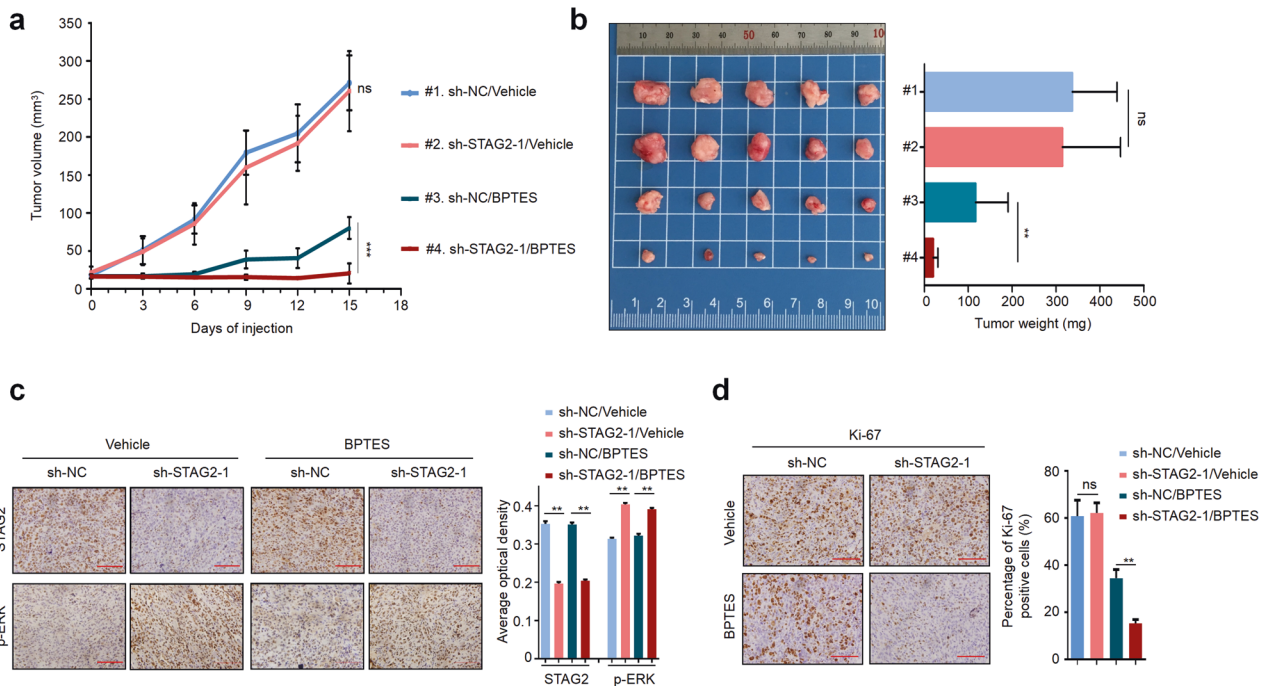 a
350
300
250
200
150
100
50
0
Tumor volume (mm³)
0 3 6 9 12 15 18
Days of injection
ns
***
#1. sh-NC/Vehicle
#2. sh-STAG2-1/Vehicle
#3. sh-NC/BPTES
#4. sh-STAG2-1/BPTES
b
10 20 30 40 50 60 70 80 90 10
1 2 3 4 5 6 7 8 9 10
#1
#2
#3
#4
ns
**
0 100 200 300 400 500
Tumor weight (mg)
c
Vehicle BPTES
sh-NC sh-STAG2-1 sh-NC sh-STAG2-1
STAG2
p-ERK
sh-NC/Vehicle
sh-STAG2-1/Vehicle
sh-NC/BPTES
sh-STAG2-1/BPTES
** ** ** **
0.4
0.3
0.2
0.1
0
Average optical density
STAG2 p-ERK
d
Ki-67
sh-NC sh-STAG2-1
Vehicle
BPTES
sh-NC/Vehicle
sh-STAG2-1/Vehicle
sh-NC/BPTES
sh-STAG2-1/BPTES
80
60
40
20
0
Percentage of Ki-67
positive cells (%)
ns
**